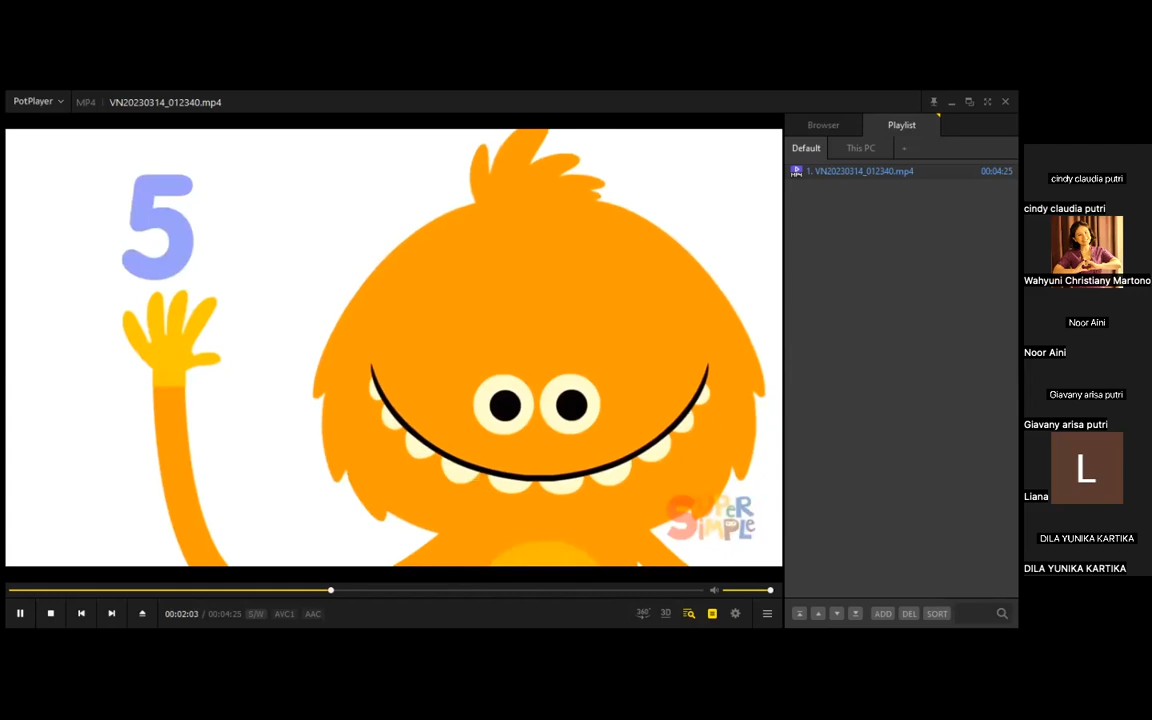 PotPlayer
MP4
VN20230314_012340.mp4
Browser
Playlist
Default
This PC
+
1. VN20230314_012340.mp4
00:04:25
5
SUPER
SIMPLE
00:02:03 / 00:04:25
S/W
AVC1
AAC
360°
3D
ADD
DEL
SORT
cindy claudia putri
cindy claudia putri
Wahyuni Christiany Martono
Noor Aini
Noor Aini
Giavany arisa putri
Giavany arisa putri
L
Liana
DILA YUNIKA KARTIKA
DILA YUNIKA KARTIKA